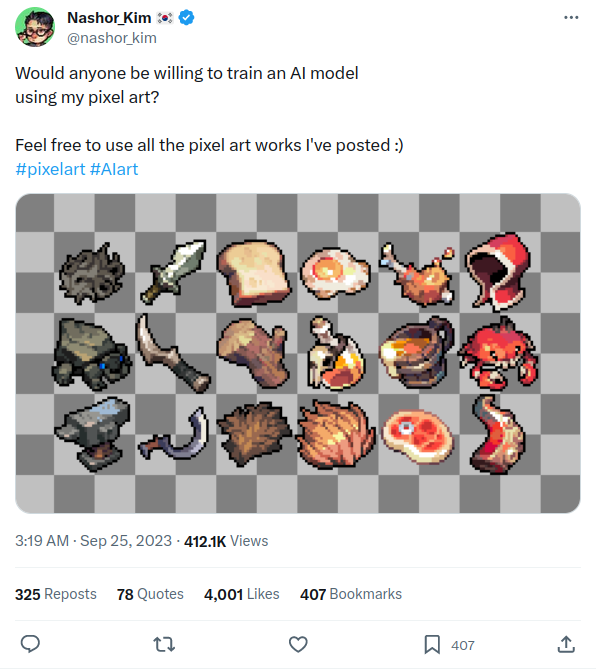 Nashor_Kim 🇰🇷
@nashor_kim
Would anyone be willing to train an AI model
using my pixel art?
Feel free to use all the pixel art works I've posted :)
#pixelart #AIart
3:19 AM · Sep 25, 2023 · 412.1K Views
325 Reposts 78 Quotes 4,001 Likes 407 Bookmarks
407